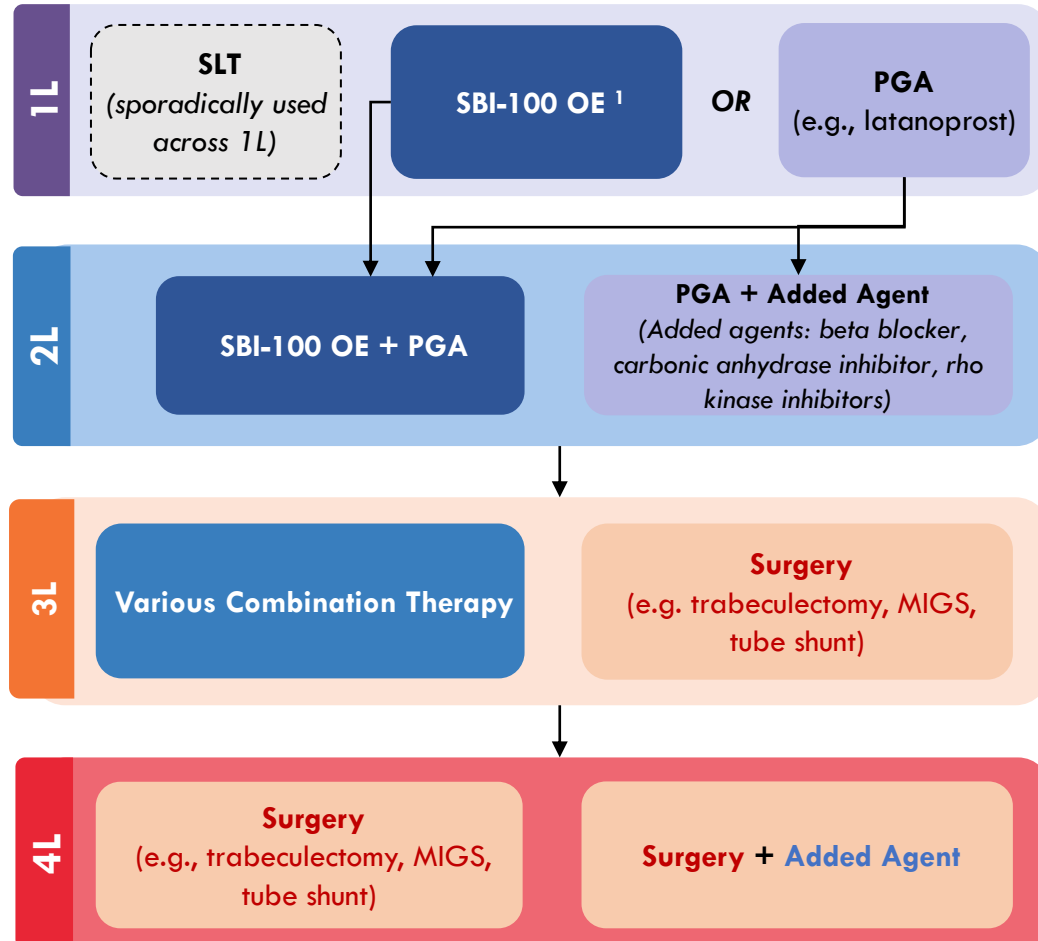 1L
SLT
(sporadically used
across 1L)
SBI-100 OE ¹
OR
PGA
(e.g., latanoprost)
2L
SBI-100 OE + PGA
PGA + Added Agent
(Added agents: beta blocker,
carbonic anhydrase inhibitor, rho
kinase inhibitors)
3L
Various Combination Therapy
Surgery
(e.g. trabeculectomy, MIGS,
tube shunt)
4L
Surgery
(e.g., trabeculectomy, MIGS,
tube shunt)
Surgery + Added Agent